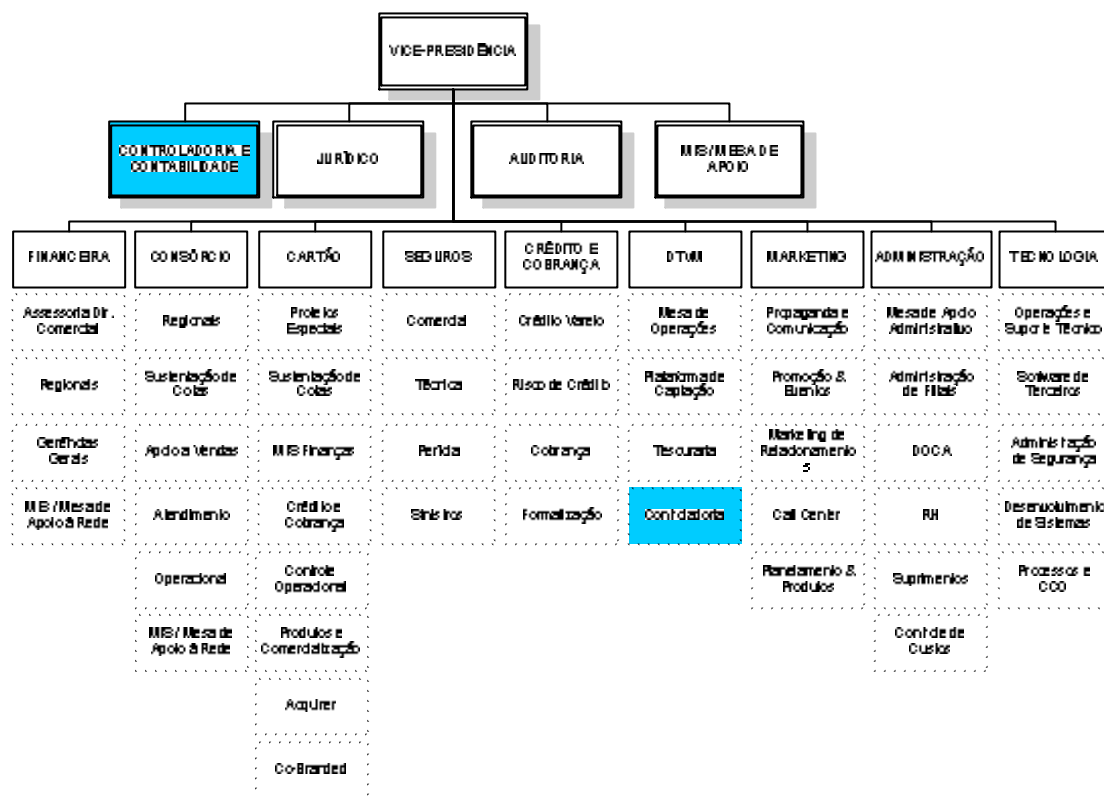 VICE-PRESIDÊNCIA
CONTROLADORIA E
CONTABILIDADE
JURÍDICO
AUDITORIA
MIS/MESA DE
APOIO
FINANCEIRA
CONSÓRCIO
CARTÃO
SEGUROS
CRÉDITO E
COBRANÇA
DTVM
MARKETING
ADMINISTRAÇÃO
TECNOLOGIA
Assessoria Dir.
Comercial
Regionais
Gerências
Gerais
MIS / Mesa de
Apoio à Rede
Regionais
Sustentação de
Cotas
Apoio a Vendas
Atendimento
Operacional
MIS / Mesa de
Apoio à Rede
Projetos
Especiais
Sustentação de
Cotas
MIS Finanças
Crédito e
Cobrança
Controle
Operacional
Produtos e
Comercialização
Acquirer
Co-Branded
Comercial
Técnica
Perícia
Sinistros
Crédito Varejo
Risco de Crédito
Cobrança
Formalização
Mesa de
Operações
Plataforma de
Captação
Tesouraria
Controladoria
Propaganda e
Comunicação
Promoção &
Eventos
Marketing de
Relacionamento
s
Call Center
Planejamento &
Produtos
Mesa de Apoio
Administrativo
Administração
de Filiais
DOCA
RH
Suprimentos
Controle de
Custos
Operações e
Suporte Técnico
Software de
Terceiros
Administração
de Segurança
Desenvolvimento
de Sistemas
Processos e
CCO